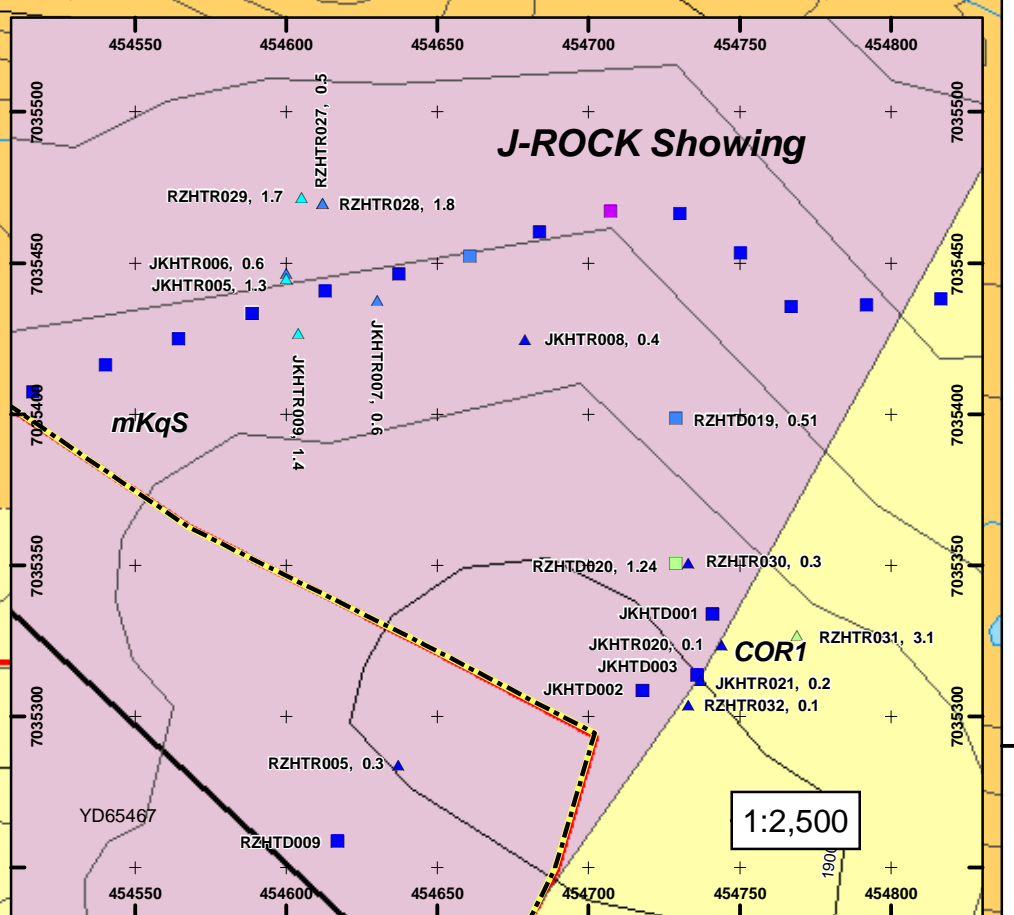 454550 454600 454650 454700 454750 454800
7035500
7035500
RZHTR027, 0.5
J-ROCK Showing
RZHTR029, 1.7
RZHTR028, 1.8
7035450
7035450
JKHTR006, 0.6
JKHTR005, 1.3
JKHTR007, 0.6
JKHTR008, 0.4
JKHTR009, 1.4
7035400
7035400
mKqS
RZHTD019, 0.51
7035350
7035350
RZHTD020, 1.24
RZHTR030, 0.3
JKHTD001
RZHTR031, 3.1
JKHTR020, 0.1
COR1
JKHTD003
JKHTR021, 0.2
JKHTD002
RZHTR032, 0.1
7035300
7035300
RZHTR005, 0.3
YD65467
1:2,500
RZHTD009
1900
454550 454600 454650 454700 454750 454800